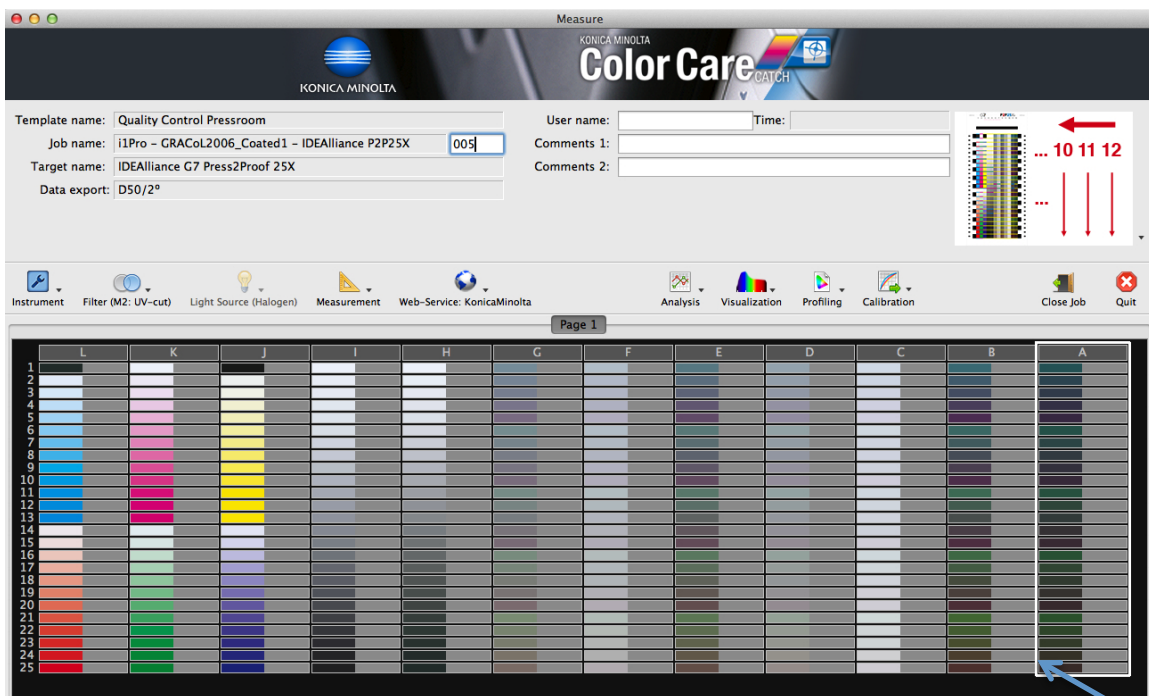 Measure
KONICA MINOLTA
KONICA MINOLTA
Color Care
CATCH
Template name: Quality Control Pressroom
Job name: i1Pro – GRACoL2006_Coated1 – IDEAlliance P2P25X 005
Target name: IDEAlliance G7 Press2Proof 25X
Data export: D50/2°
User name: Time:
Comments 1:
Comments 2:
... 10 11 12
...
Instrument Filter (M2: UV-cut) Light Source (Halogen) Measurement Web-Service: KonicaMinolta Analysis Visualization Profiling Calibration Close Job Quit
Page 1
L K J I H G F E D C B A
1
2
3
4
5
6
7
8
9
10
11
12
13
14
15
16
17
18
19
20
21
22
23
24
25